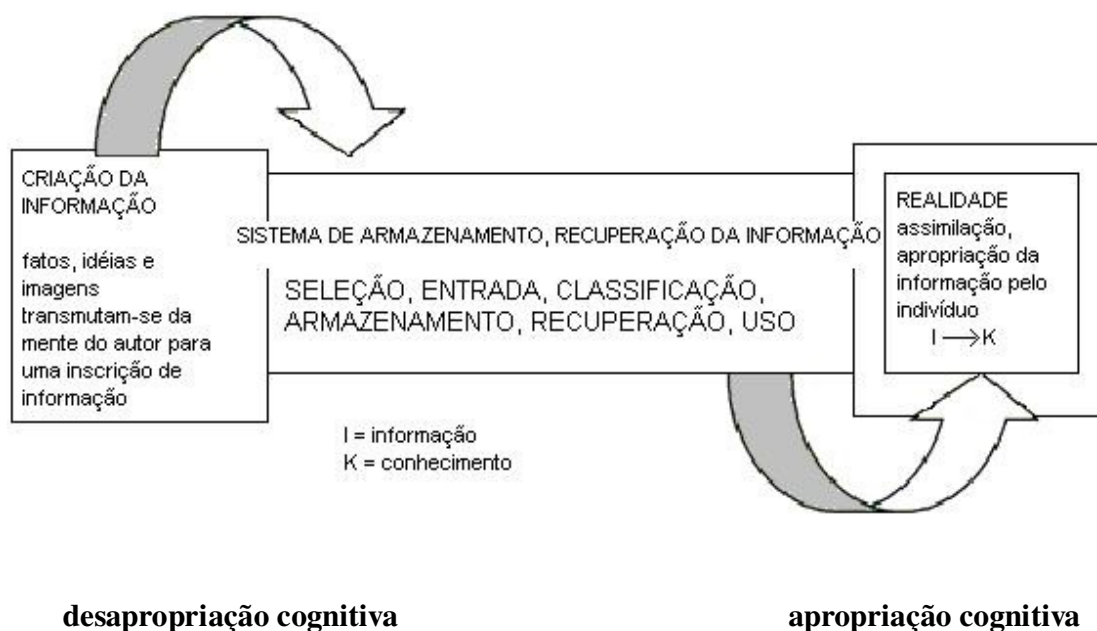 CRIAÇÃO DA
INFORMAÇÃO
fatos, idéias e
imagens
transmutam-se da
mente do autor para
uma inscrição de
informação
SISTEMA DE ARMAZENAMENTO, RECUPERAÇÃO DA INFORMAÇÃO
SELEÇÃO, ENTRADA, CLASSIFICAÇÃO,
ARMAZENAMENTO, RECUPERAÇÃO, USO
REALIDADE
assimilação,
apropriação da
informação pelo
indivíduo
I → K
I = informação
K = conhecimento
desapropriação cognitiva
apropriação cognitiva